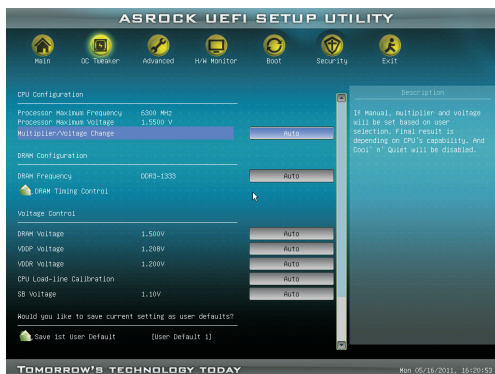 ASROCK UEFI SETUP UTILITY
Main
OC Tweaker
Advanced
H/W Monitor
Boot
Security
Exit
CPU Configuration
Processor Maximum Frequency 6300 MHz
Processor Maximum Voltage 1.5500 V
Multiplier/Voltage Change Auto
DRAM Configuration
DRAM Frequency DDR3-1333 Auto
DRAM Timing Control
Voltage Control
DRAM Voltage 1.500V Auto
VDDP Voltage 1.208V Auto
VDDR Voltage 1.200V Auto
CPU Load-line Calibration Auto
SB Voltage 1.10V Auto
Would you like to save current setting as user defaults?
Save 1st User Default [User Default 1]
Description
If Manual, multiplier and voltage
will be set based on user
selection. Final result is
depending on CPU's capability. And
Cool' n' Quiet will be disabled.
TOMORROW'S TECHNOLOGY TODAY
Mon 05/16/2011, 16:20:53